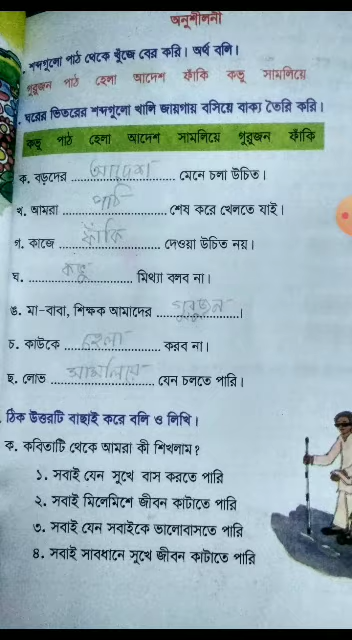 অনুশীলনী
শব্দগুলো পাঠ থেকে খুঁজে বের করি। অর্থ বলি।
গুরুজন পাঠ হেলা আদেশ ফাঁকি কভু সামলিয়ে
ঘরের ভিতরের শব্দগুলো খালি জায়গায় বসিয়ে বাক্য তৈরি করি।
কভু পাঠ হেলা আদেশ সামলিয়ে গুরুজন ফাঁকি
ক. বড়দের আদেশ মেনে চলা উচিত।
খ. আমরা পাঠ শেষ করে খেলতে যাই।
গ. কাজে ফাঁকি দেওয়া উচিত নয়।
ঘ. কভু মিথ্যা বলব না।
ঙ. মা-বাবা, শিক্ষক আমাদের গুরুজন।
চ. কাউকে হেলা করব না।
ছ. লোভ সামলিয়ে যেন চলতে পারি।
ঠিক উত্তরটি বাছাই করে বলি ও লিখি।
ক. কবিতাটি থেকে আমরা কী শিখলাম?
১. সবাই যেন সুখে বাস করতে পারি
২. সবাই মিলেমিশে জীবন কাটাতে পারি
৩. সবাই যেন সবাইকে ভালোবাসতে পারি
৪. সবাই সাবধানে সুখে জীবন কাটাতে পারি